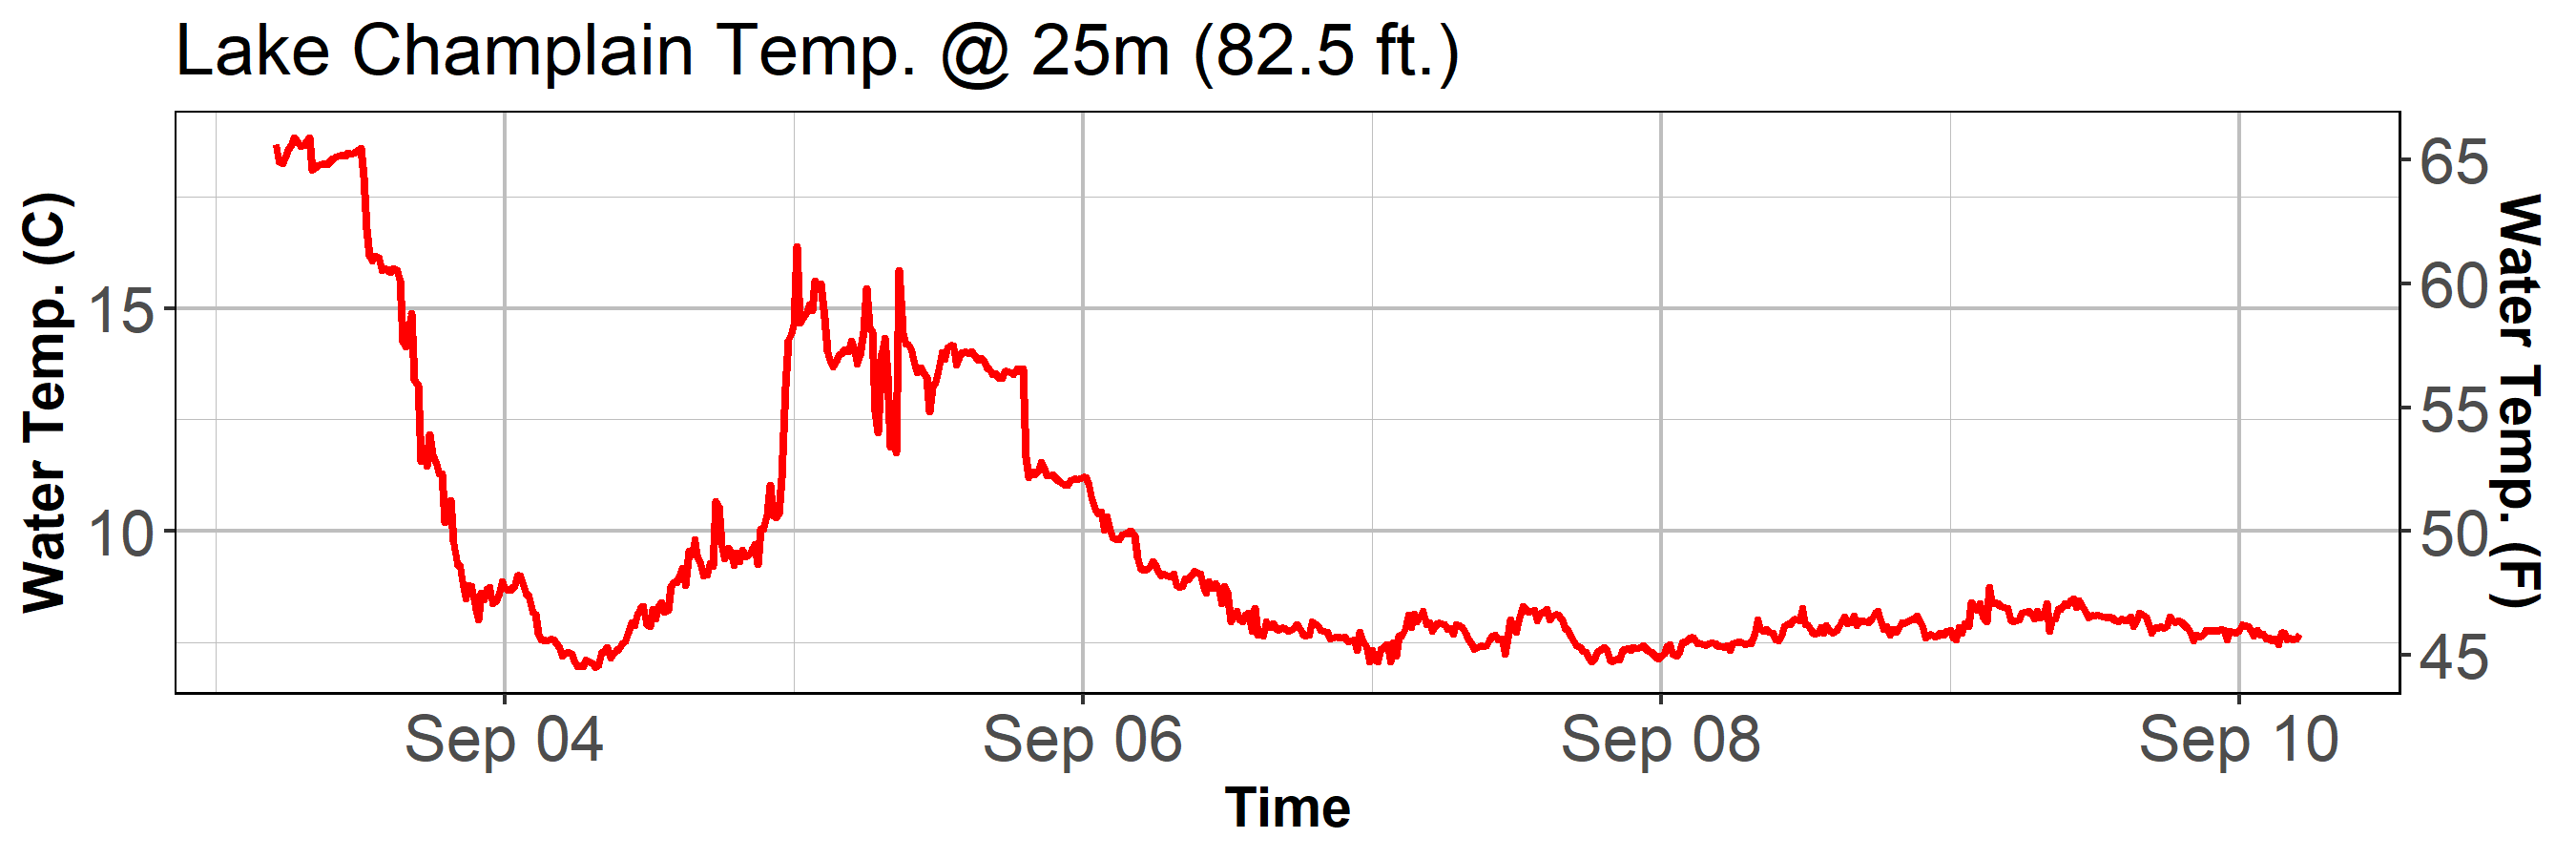 Lake Champlain Temp. @ 25m (82.5 ft.)
Water Temp. (C)
15
10
65
60
55
50
45
Water Temp. (F)
Sep 04
Sep 06
Sep 08
Sep 10
Time